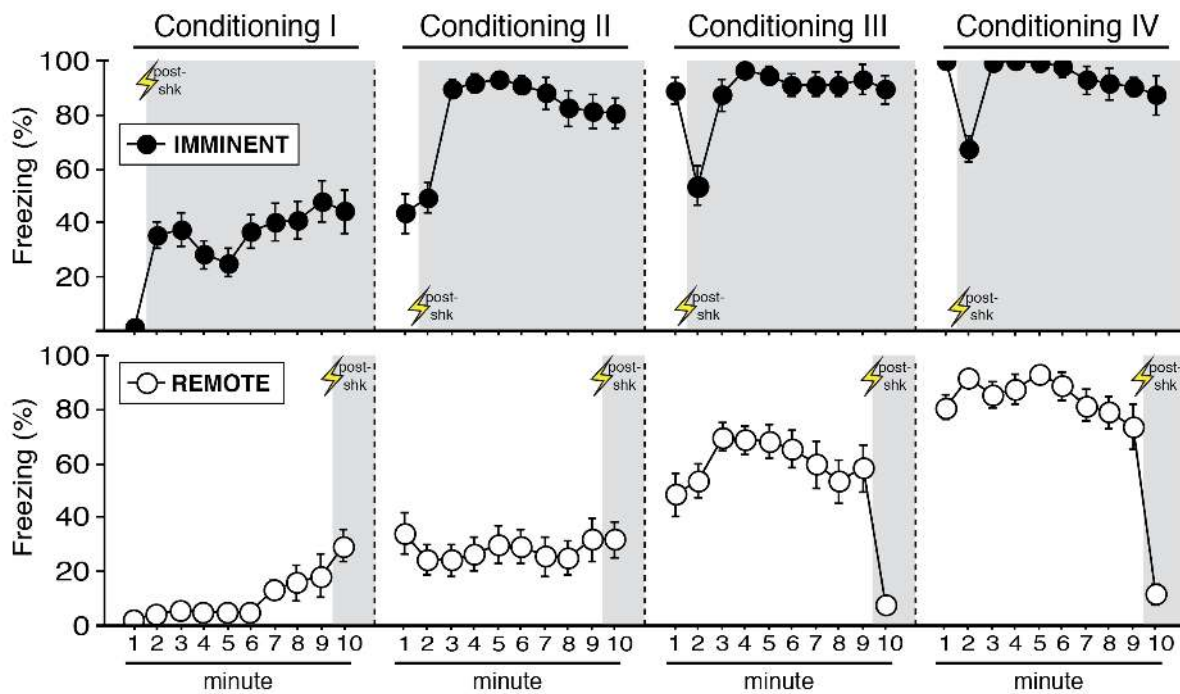 Conditioning I Conditioning II Conditioning III Conditioning IV
100
80
60
40
20
Freezing (%)
post-
shk
IMMINENT
post-
shk
post-
shk
post-
shk
100
80
60
40
20
0
Freezing (%)
REMOTE
post-
shk
post-
shk
post-
shk
post-
shk
1 2 3 4 5 6 7 8 9 10 1 2 3 4 5 6 7 8 9 10 1 2 3 4 5 6 7 8 9 10 1 2 3 4 5 6 7 8 9 10
minute minute minute minute